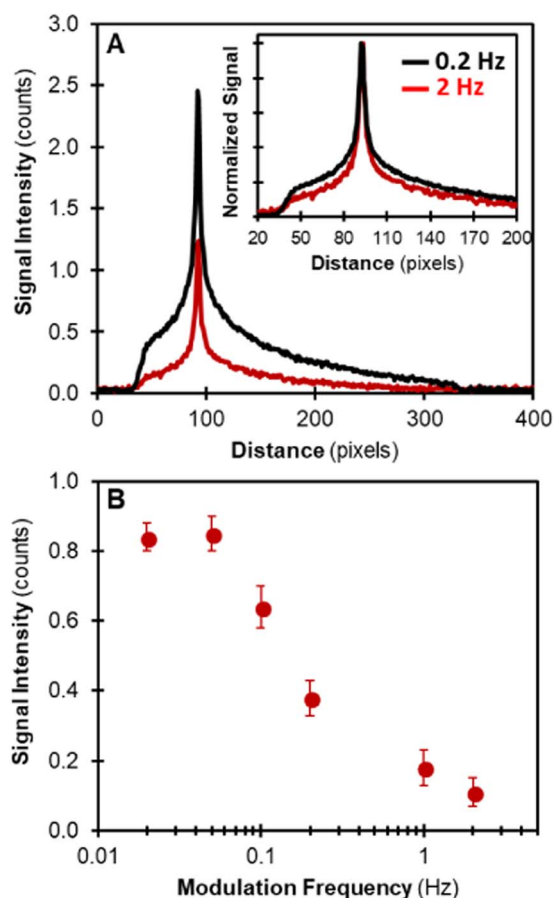 A
3.0
2.5
2.0
1.5
1.0
0.5
0.0
Signal Intensity (counts)
0 100 200 300 400
Distance (pixels)
0.2 Hz
2 Hz
Normalized Signal
20 50 80 110 140 170 200
Distance (pixels)
B
1.0
0.8
0.6
0.4
0.2
0.0
Signal Intensity (counts)
0.01 0.1 1
Modulation Frequency (Hz)